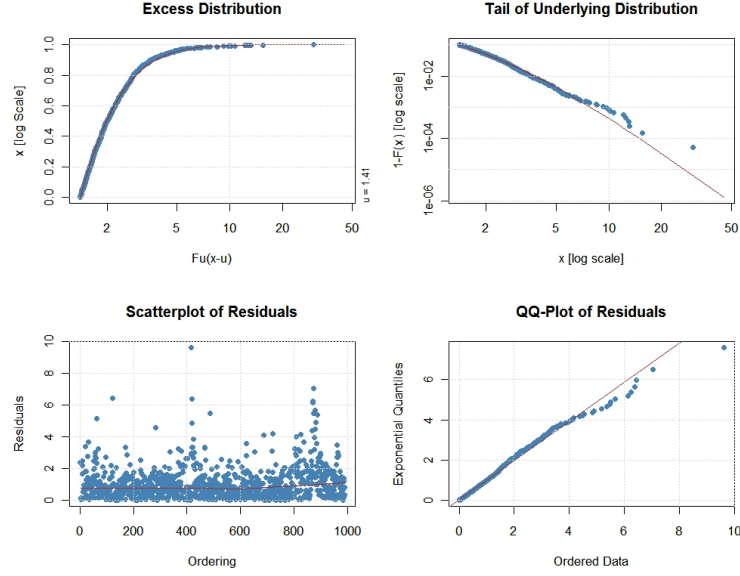 Excess Distribution
x [log Scale]
0.0 0.2 0.4 0.6 0.8 1.0
2 5 10 20 50
Fu(x-u)
u = 1.41
Tail of Underlying Distribution
1-F(x) [log scale]
1e-06 1e-04 1e-02
2 5 10 20 50
x [log scale]
Scatterplot of Residuals
Residuals
0 2 4 6 8 10
0 200 400 600 800 1000
Ordering
QQ-Plot of Residuals
Exponential Quantiles
0 2 4 6
0 2 4 6 8 10
Ordered Data